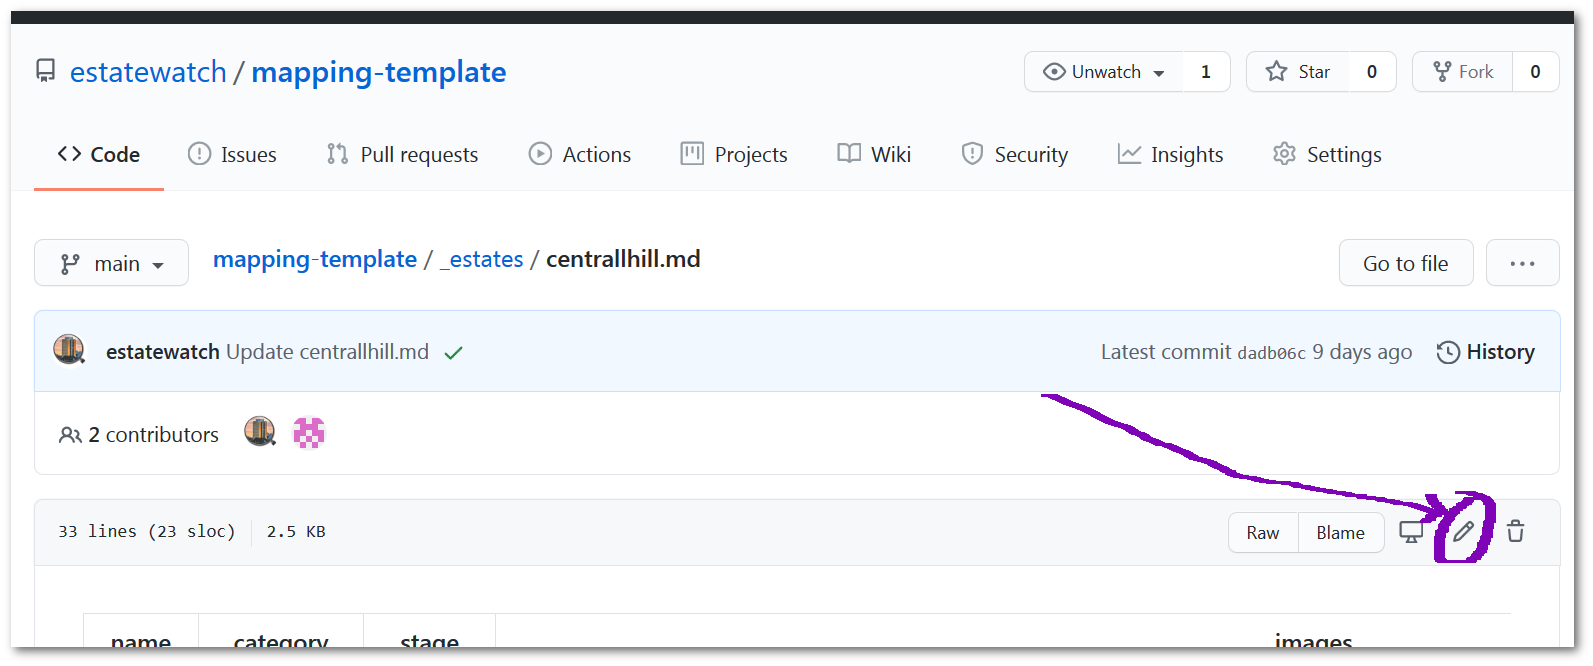 estatewatch / mapping-template
Unwatch 1 Star 0 Fork 0
Code Issues Pull requests Actions Projects Wiki Security Insights Settings
main mapping-template / _estates / centrallhill.md Go to file ...
estatewatch Update centrallhill.md Latest commit dadb06c 9 days ago History
2 contributors
33 lines (23 sloc) 2.5 KB Raw Blame
name category stage images